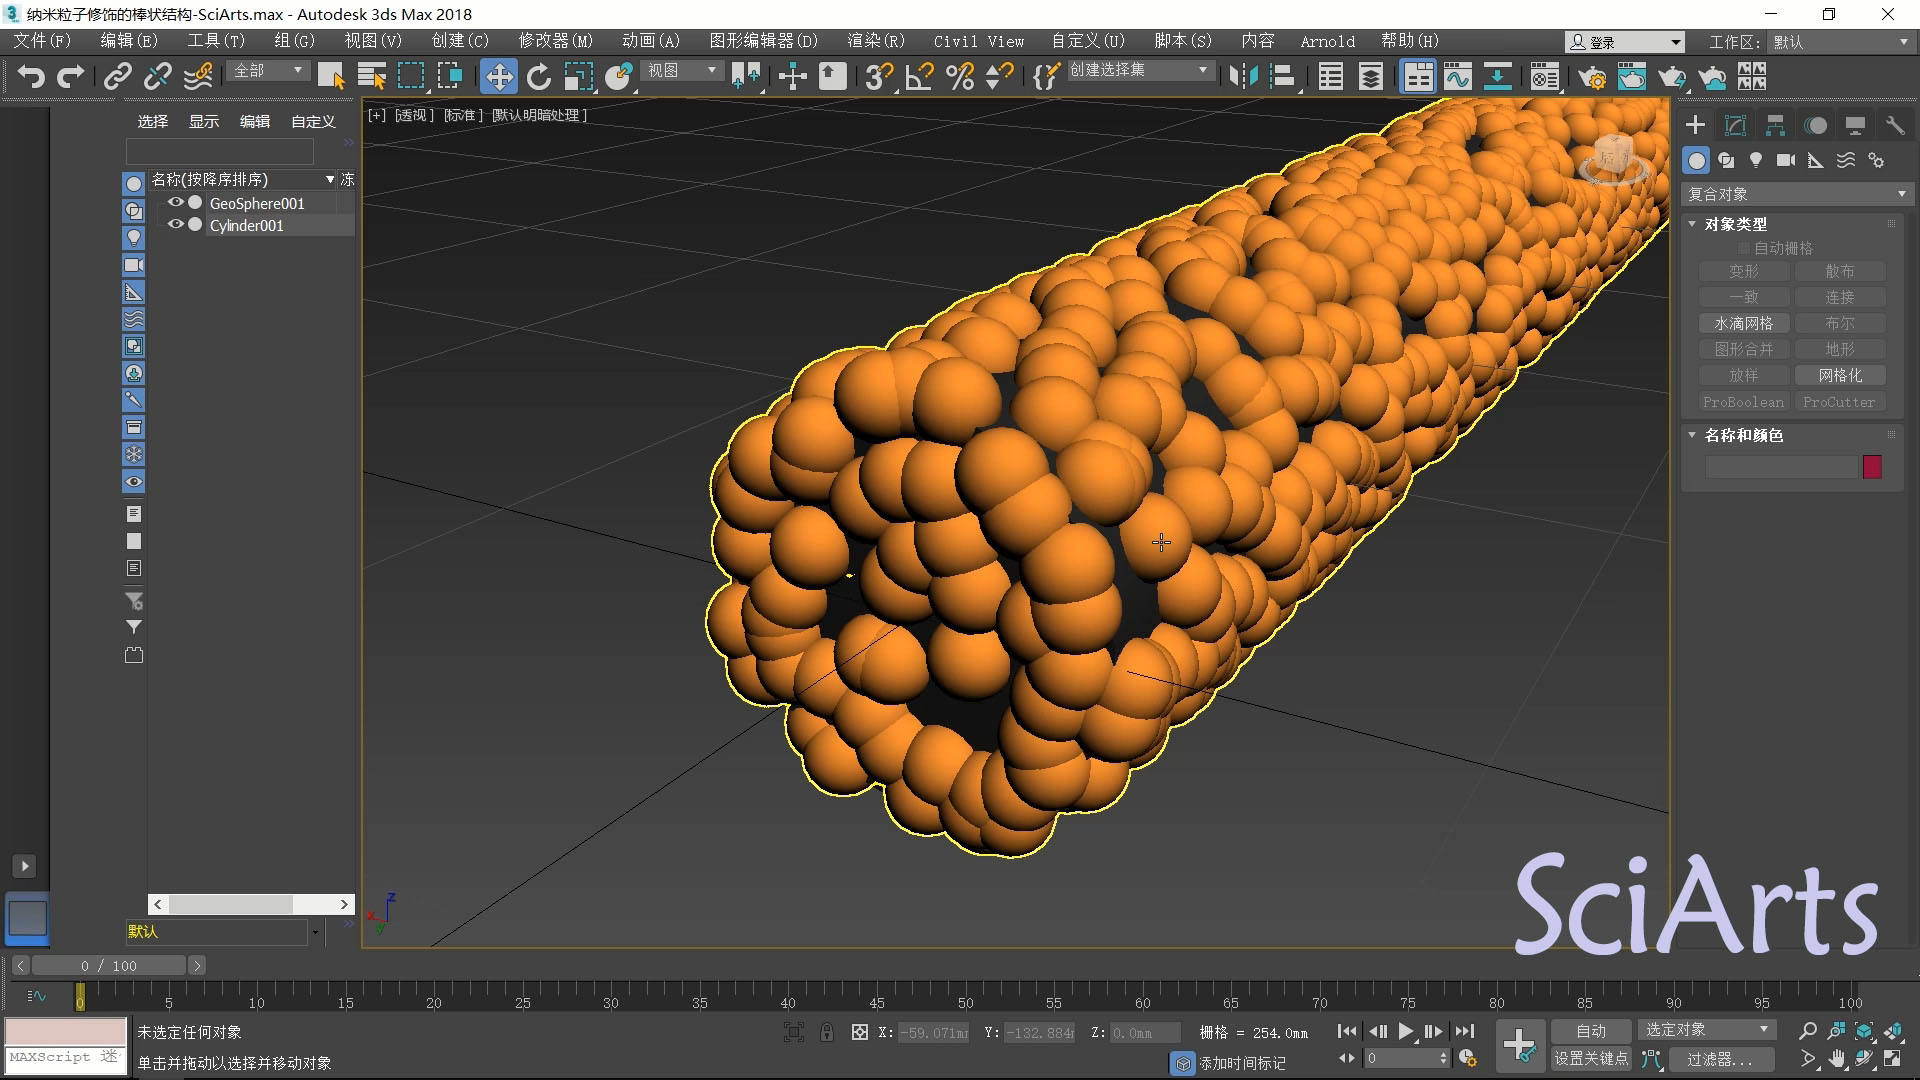 纳米粒子修饰的棒状结构-SciArts.max - Autodesk 3ds Max 2018
文件(F) 编辑(E) 工具(T) 组(G) 视图(V) 创建(C) 修改器(M) 动画(A) 图形编辑器(D) 渲染(R) Civil View 自定义(U) 脚本(S) 内容 Arnold 帮助(H) 登录 工作区: 默认
全部 视图 创建选择集
选择 显示 编辑 自定义
[+] [透视] [标准] [默认明暗处理]
名称(按降序排序) 冻
GeoSphere001
Cylinder001
复合对象
对象类型
自动栅格
变形 散布
一致 连接
水滴网格 布尔
图形合并 地形
放样 网格化
ProBoolean ProCutter
名称和颜色
后
z
x
y
SciArts
默认
0 / 100
0 5 10 15 20 25 30 35 40 45 50 55 60 65 70 75 80 85 90 95 100
未选定任何对象 X: -59.071m Y: -132.884 Z: 0.0mm 栅格 = 254.0mm 自动 选定对象
MAXScript 迷 单击并拖动以选择并移动对象 添加时间标记 0 设置关键点 过滤器...